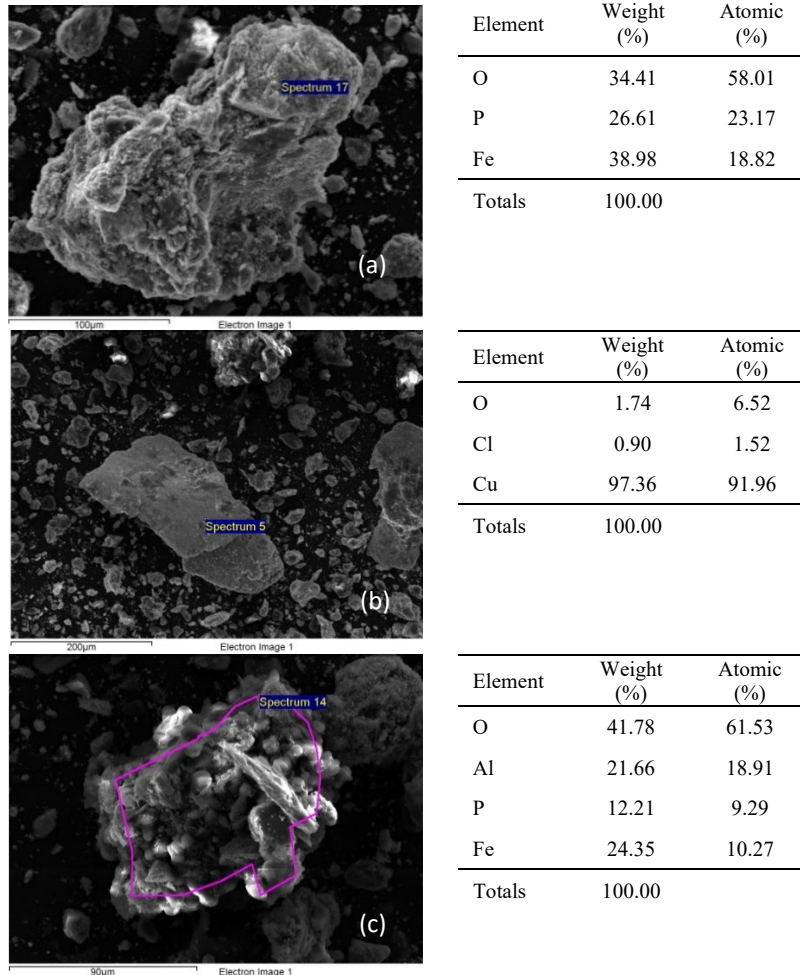 Spectrum 17
(a)
100µm Electron Image 1
Element Weight (%) Atomic (%)
O 34.41 58.01
P 26.61 23.17
Fe 38.98 18.82
Totals 100.00
Spectrum 5
(b)
200µm Electron Image 1
Element Weight (%) Atomic (%)
O 1.74 6.52
Cl 0.90 1.52
Cu 97.36 91.96
Totals 100.00
Spectrum 14
(c)
90µm Electron Image 1
Element Weight (%) Atomic (%)
O 41.78 61.53
Al 21.66 18.91
P 12.21 9.29
Fe 24.35 10.27
Totals 100.00